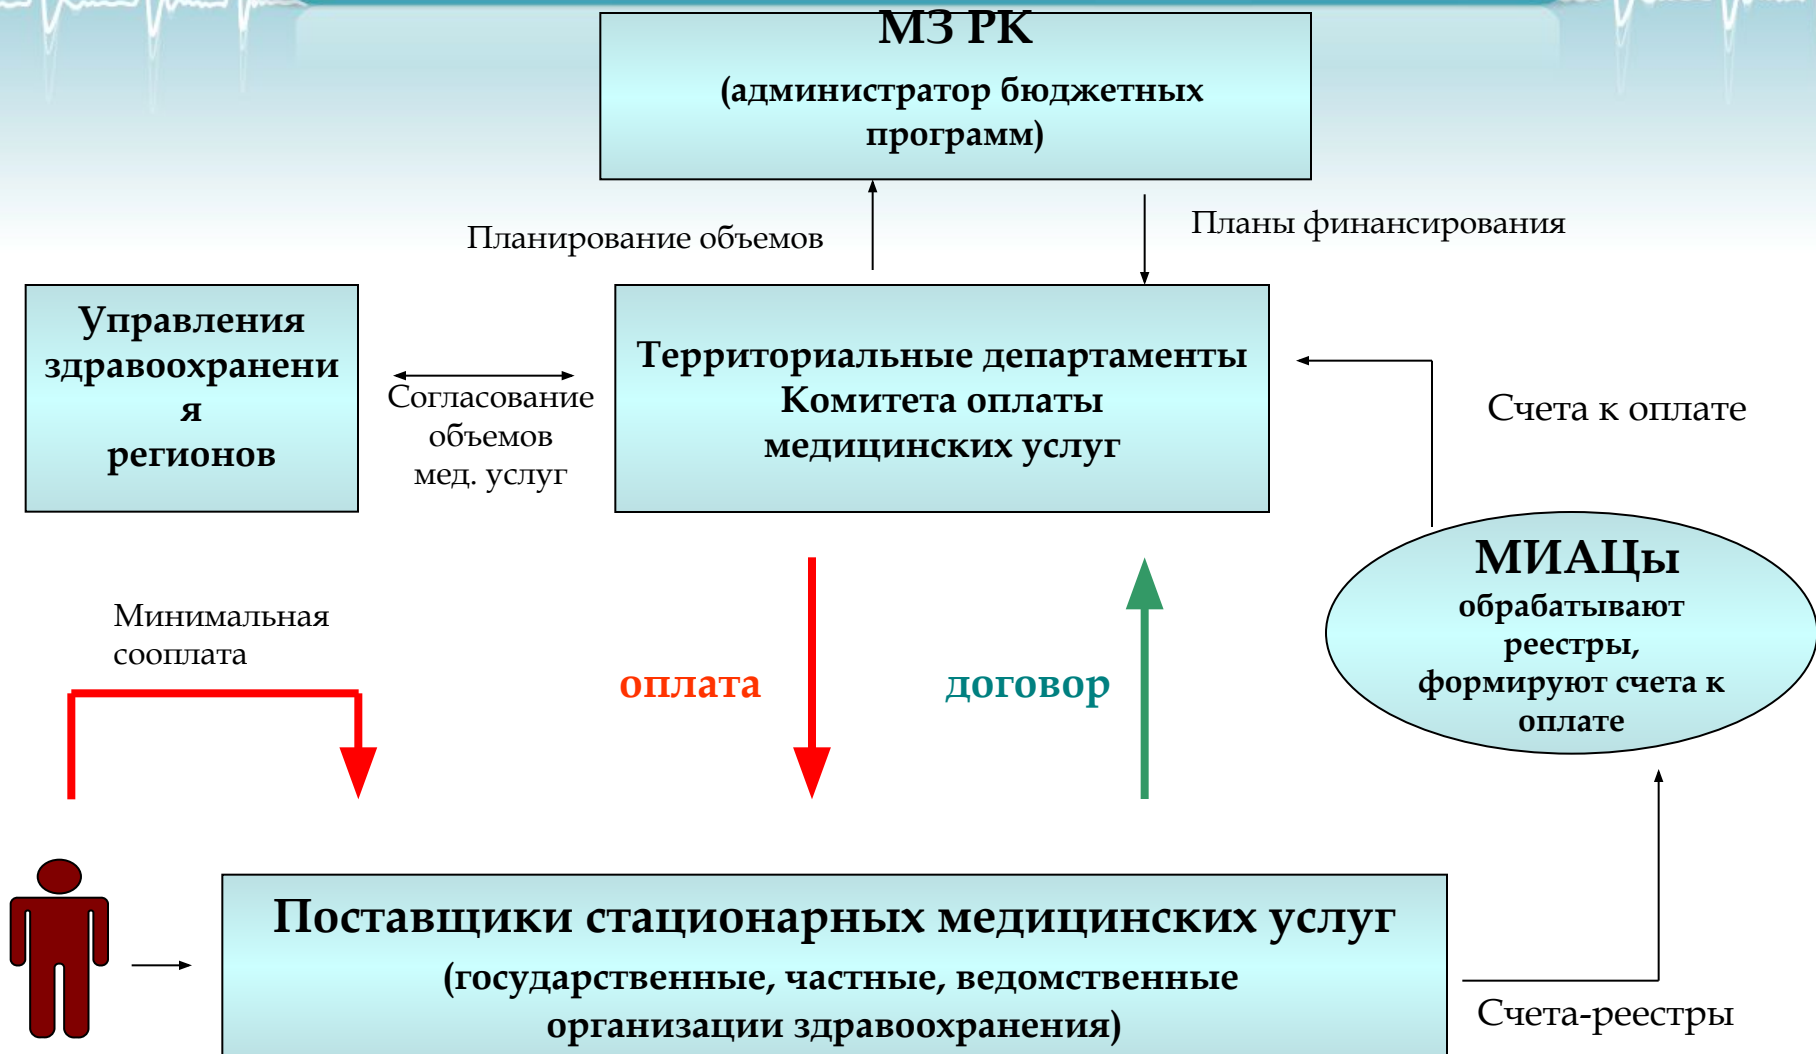 МЗ РК
(администратор бюджетных
программ)
Планирование объемов
Планы финансирования
Управления
здравоохранени
я
регионов
Согласование
объемов
мед. услуг
Территориальные департаменты
Комитета оплаты
медицинских услуг
Счета к оплате
МИАЦы
обрабатывают
реестры,
формируют счета к
оплате
Минимальная
сооплата
оплата
договор
Поставщики стационарных медицинских услуг
(государственные, частные, ведомственные
организации здравоохранения)
Счета-реестры